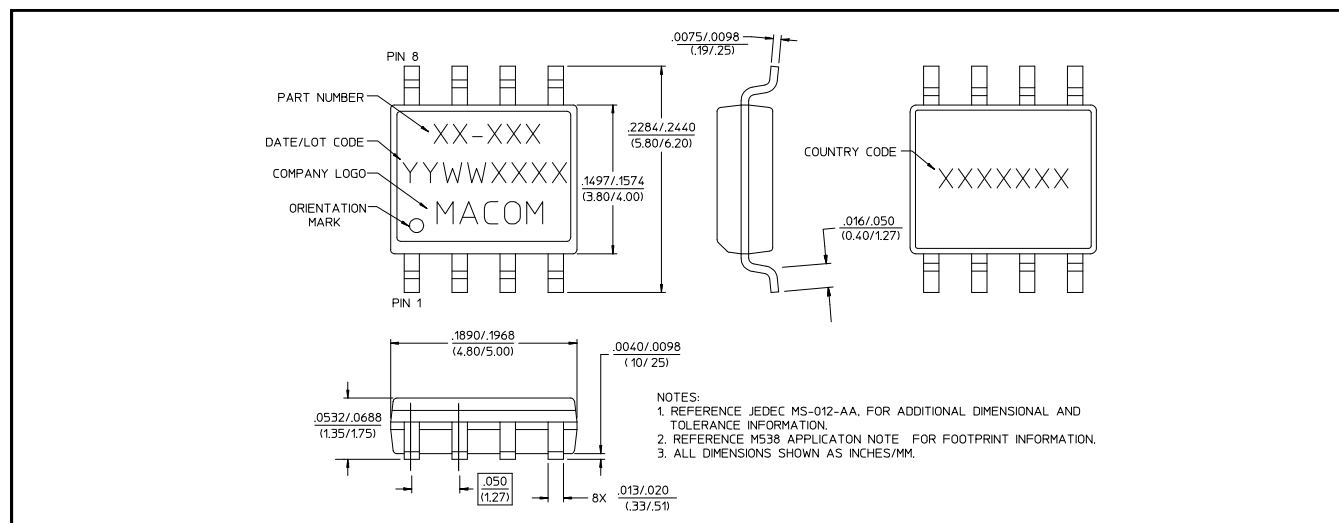 PIN 8
PART NUMBER
DATE/LOT CODE
COMPANY LOGO
ORIENTATION
MARK
PIN 1
XX-XXX
YYWWXXXX
MACOM
.2284/.2440
(5.80/6.20)
.1497/.1574
(3.80/4.00)
.0075/.0098
(.19/.25)
.016/.050
(0.40/1.27)
COUNTRY CODE
XXXXXXX
.1890/.1968
(4.80/5.00)
.0040/.0098
(10/25)
.0532/.0688
(1.35/1.75)
.050
(1.27)
8X .013/.020
(.33/.51)
NOTES:
1. REFERENCE JEDEC MS-012-AA, FOR ADDITIONAL DIMENSIONAL AND
TOLERANCE INFORMATION.
2. REFERENCE M538 APPLICATON NOTE FOR FOOTPRINT INFORMATION.
3. ALL DIMENSIONS SHOWN AS INCHES/MM.